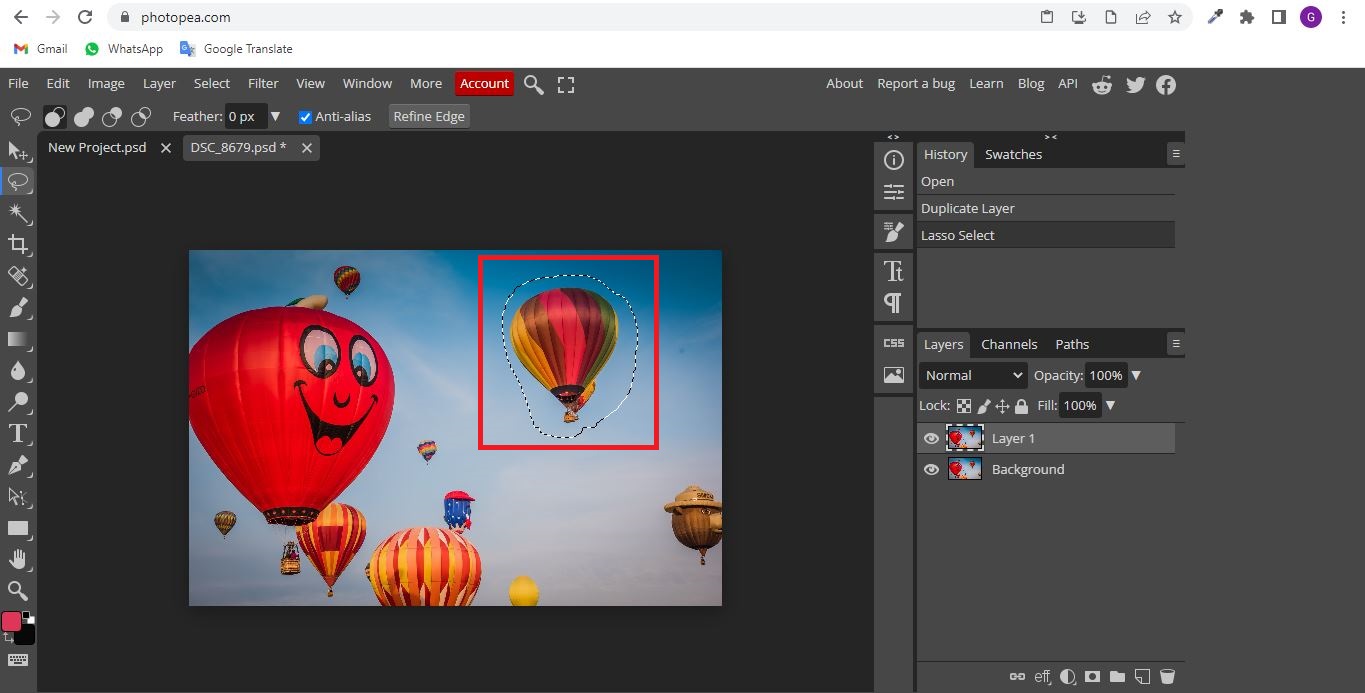 photopea.com
G
Gmail WhatsApp Google Translate
File Edit Image Layer Select Filter View Window More Account About Report a bug Learn Blog API
Feather: 0 px Anti-alias Refine Edge
New Project.psd DSC_8679.psd *
History Swatches
Open
Duplicate Layer
Lasso Select
Tt
CSS
Layers Channels Paths
Normal Opacity: 100%
Lock: Fill: 100%
Layer 1
Background
T
eff